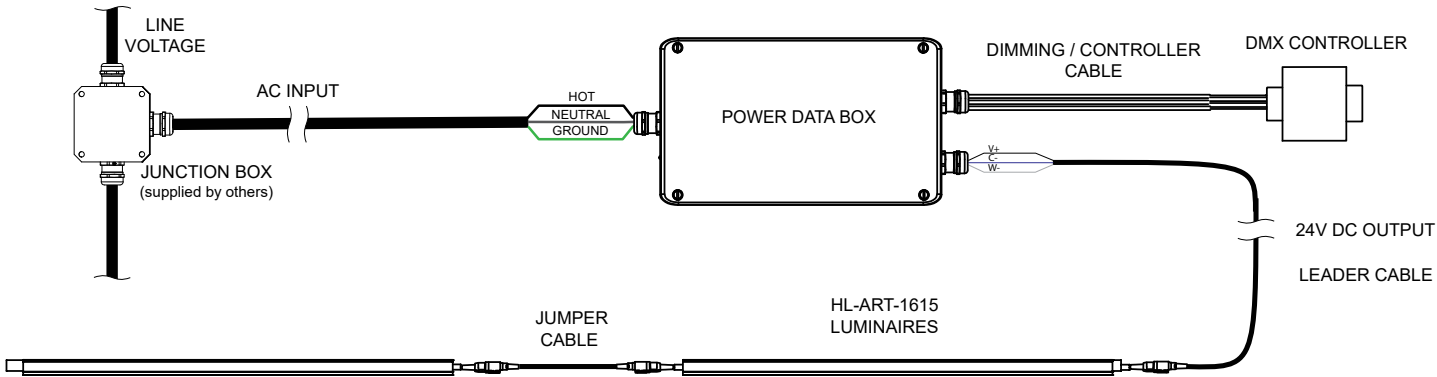 LINE
VOLTAGE
AC INPUT
JUNCTION BOX
(supplied by others)
HOT
NEUTRAL
GROUND
POWER DATA BOX
DIMMING / CONTROLLER
CABLE
DMX CONTROLLER
V+
C-
W-
24V DC OUTPUT
LEADER CABLE
HL-ART-1615
LUMINAIRES
JUMPER
CABLE